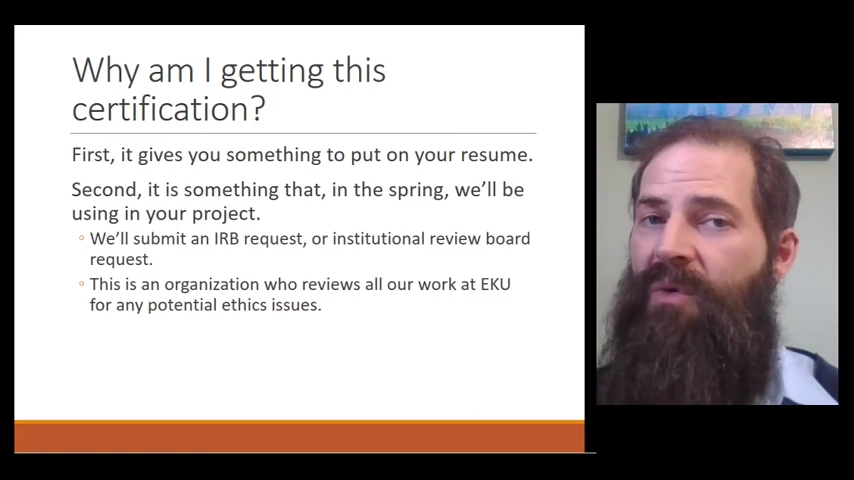 Why am I getting this
certification?
First, it gives you something to put on your resume.
Second, it is something that, in the spring, we'll be
using in your project.
◦ We'll submit an IRB request, or institutional review board
request.
◦ This is an organization who reviews all our work at EKU
for any potential ethics issues.